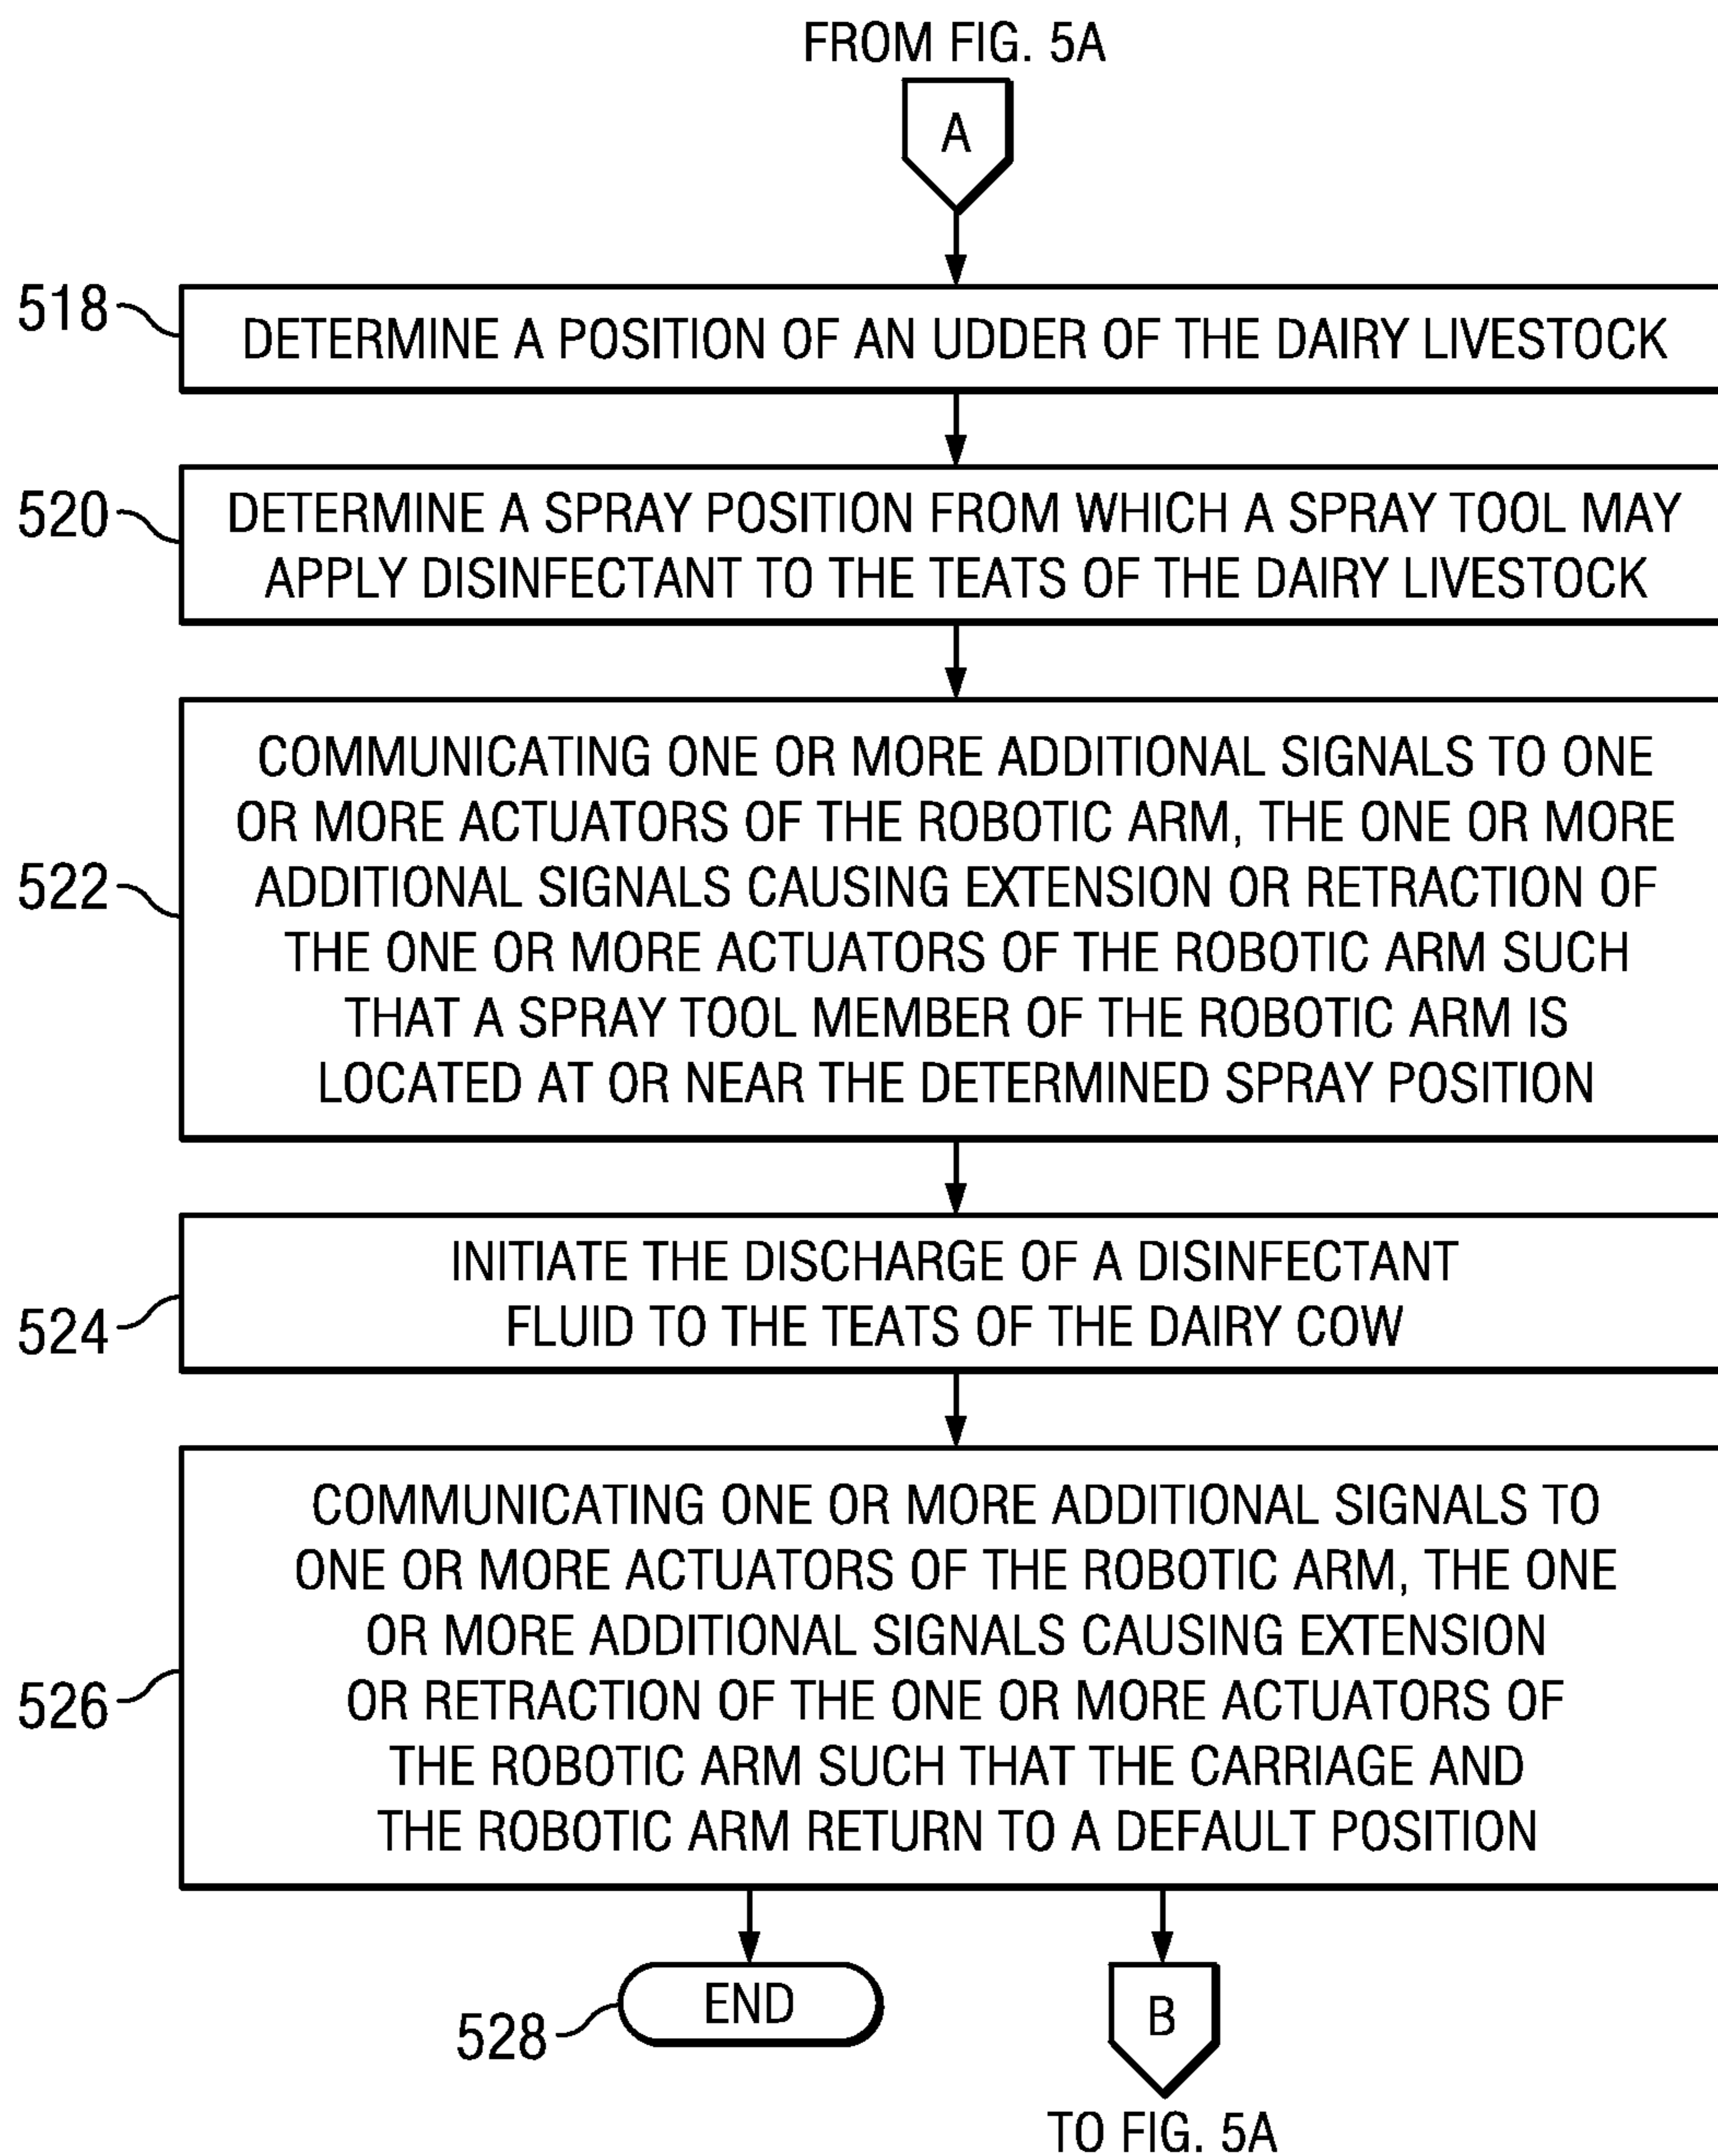 FROM FIG. 5A
A
518
DETERMINE A POSITION OF AN UDDER OF THE DAIRY LIVESTOCK
520
DETERMINE A SPRAY POSITION FROM WHICH A SPRAY TOOL MAY
APPLY DISINFECTANT TO THE TEATS OF THE DAIRY LIVESTOCK
522
COMMUNICATING ONE OR MORE ADDITIONAL SIGNALS TO ONE
OR MORE ACTUATORS OF THE ROBOTIC ARM, THE ONE OR MORE
ADDITIONAL SIGNALS CAUSING EXTENSION OR RETRACTION OF
THE ONE OR MORE ACTUATORS OF THE ROBOTIC ARM SUCH
THAT A SPRAY TOOL MEMBER OF THE ROBOTIC ARM IS
LOCATED AT OR NEAR THE DETERMINED SPRAY POSITION
524
INITIATE THE DISCHARGE OF A DISINFECTANT
FLUID TO THE TEATS OF THE DAIRY COW
526
COMMUNICATING ONE OR MORE ADDITIONAL SIGNALS TO
ONE OR MORE ACTUATORS OF THE ROBOTIC ARM, THE ONE
OR MORE ADDITIONAL SIGNALS CAUSING EXTENSION
OR RETRACTION OF THE ONE OR MORE ACTUATORS OF
THE ROBOTIC ARM SUCH THAT THE CARRIAGE AND
THE ROBOTIC ARM RETURN TO A DEFAULT POSITION
528
END
B
TO FIG. 5A